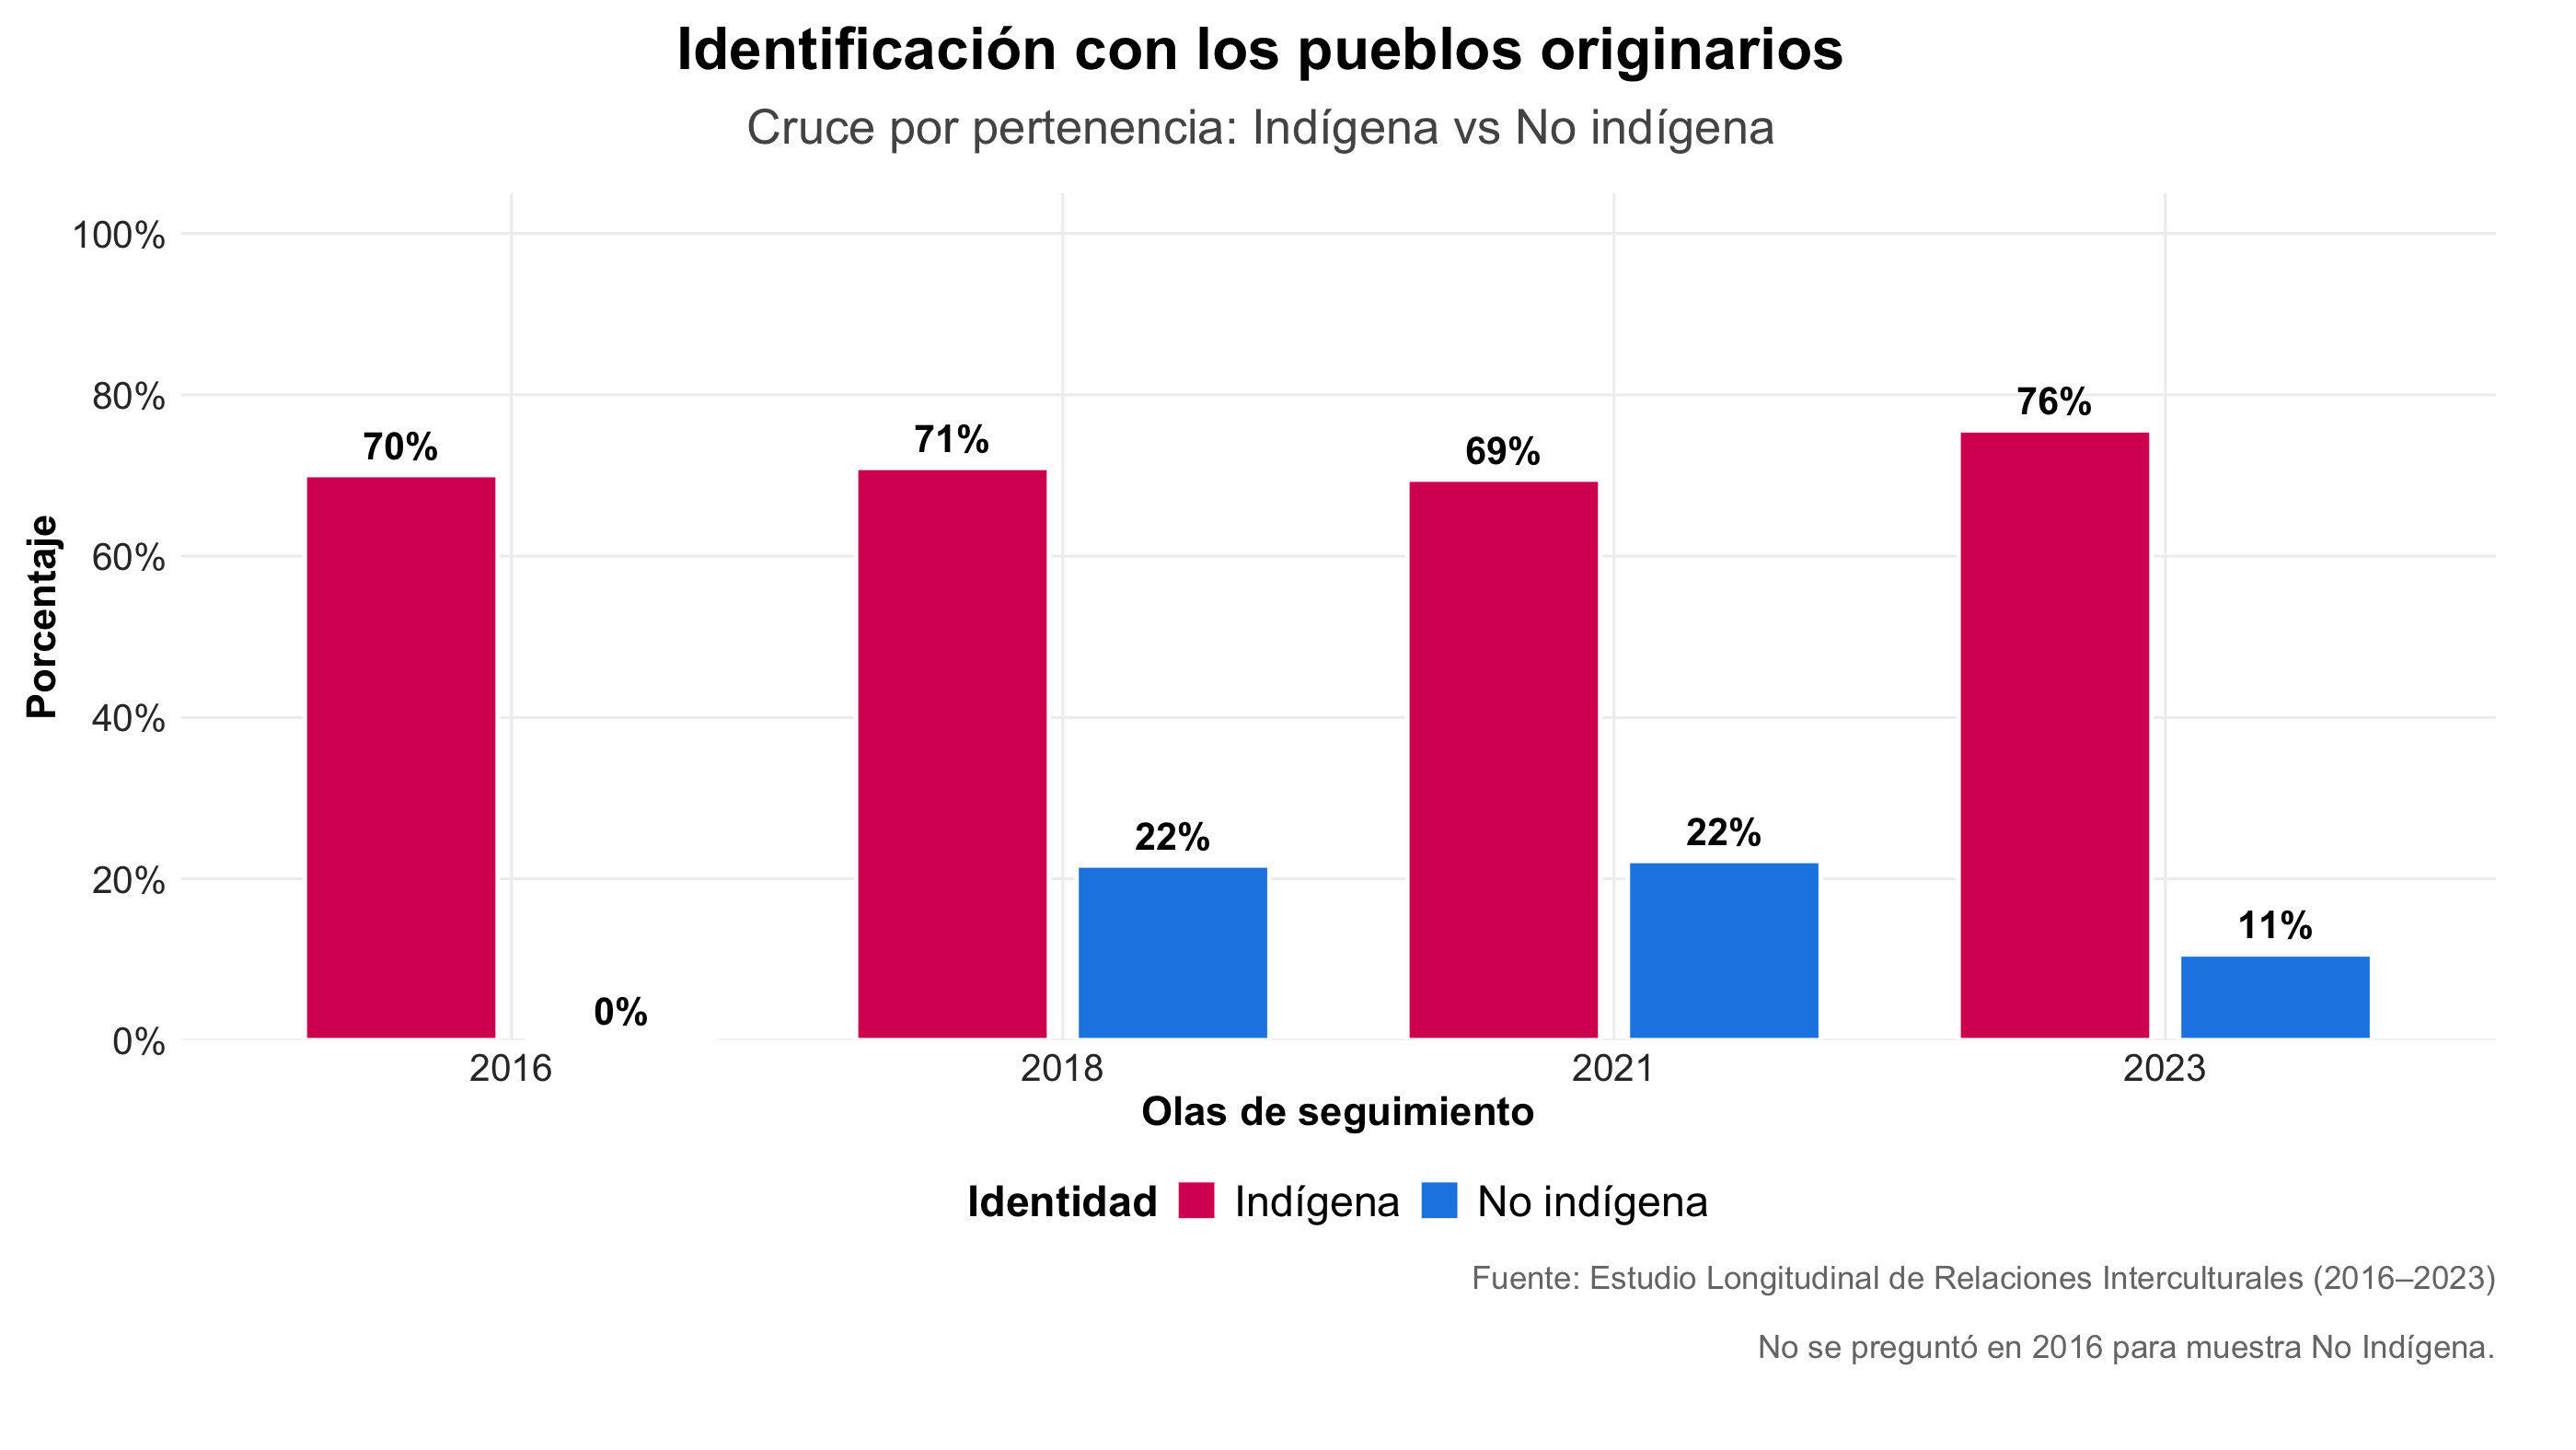 Identificación con los pueblos originarios
Cruce por pertenencia: Indígena vs No indígena
Porcentaje
100%
80%
60%
40%
20%
0%
70%
0%
71%
22%
69%
22%
76%
11%
2016
2018
2021
2023
Olas de seguimiento
Identidad Indígena No indígena
Fuente: Estudio Longitudinal de Relaciones Interculturales (2016–2023)
No se preguntó en 2016 para muestra No Indígena.